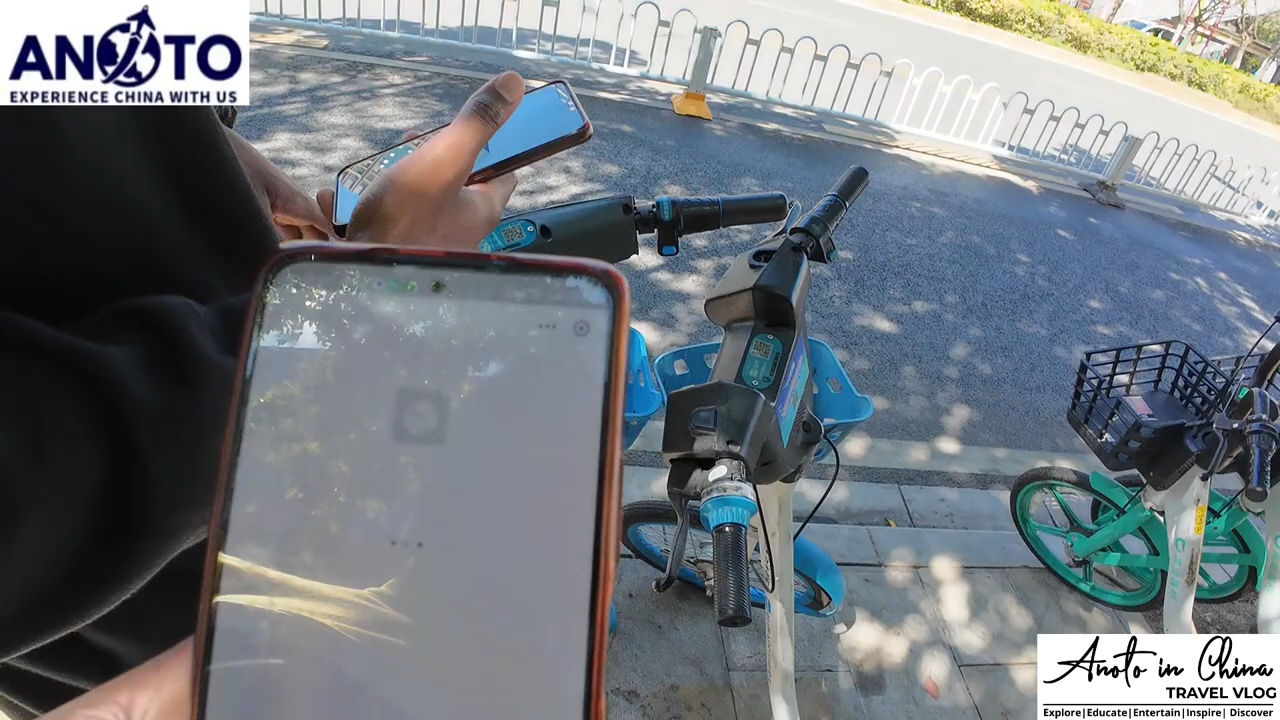 ANOTO
EXPERIENCE CHINA WITH US
Anoto in China
TRAVEL VLOG
Explore|Educate|Entertain|Inspire| Discover